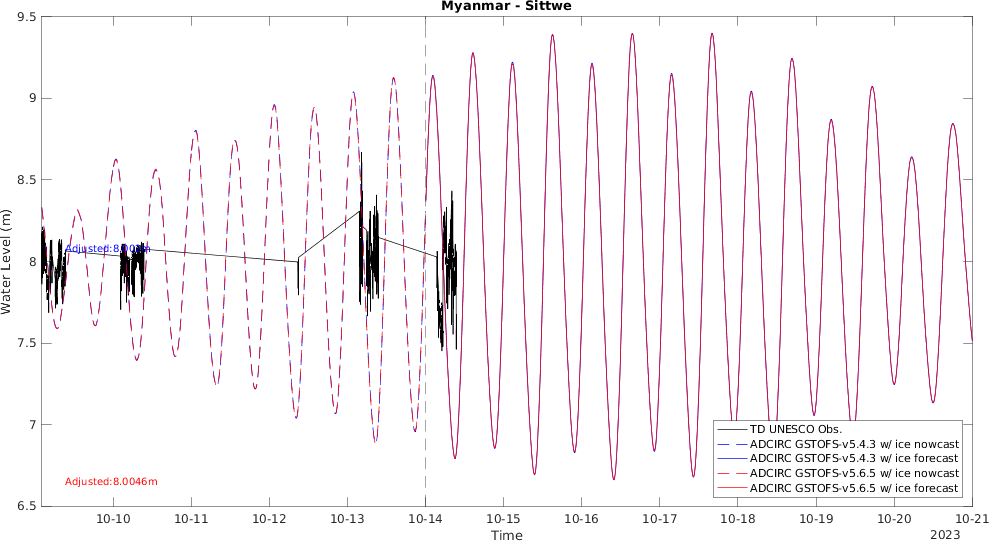 Myanmar - Sittwe
9.5
9
8.5
8
7.5
7
6.5
Water Level (m)
Adjusted:8.0046m
TD UNESCO Obs.
ADCIRC GSTOFS-v5.4.3 w/ ice nowcast
ADCIRC GSTOFS-v5.4.3 w/ ice forecast
ADCIRC GSTOFS-v5.6.5 w/ ice nowcast
ADCIRC GSTOFS-v5.6.5 w/ ice forecast
10-10 10-11 10-12 10-13 10-14 10-15 10-16 10-17 10-18 10-19 10-20 10-21
Time
2023